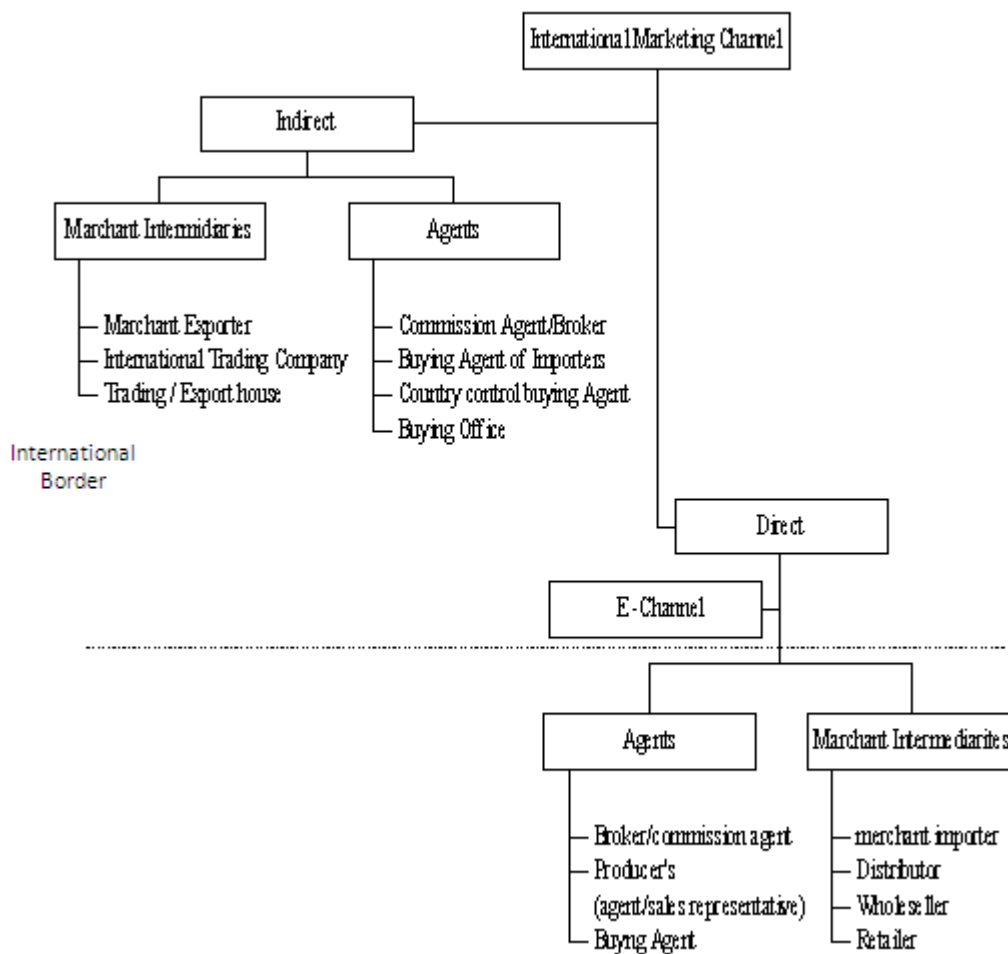 International Marketing Channel
Indirect
Marchant Intermidiaries
Agents
Marchant Exporter
International Trading Company
Trading / Export house
Commission Agent/Broker
Buying Agent of Importers
Country control buying Agent
Buying Office
International
Border
Direct
E-Channel
Agents
Marchant Intermediarites
Broker/commission agent
Producer's
(agent/sales representative)
Buyng Agent
merchant importer
Distributor
Wholeseller
Retailer